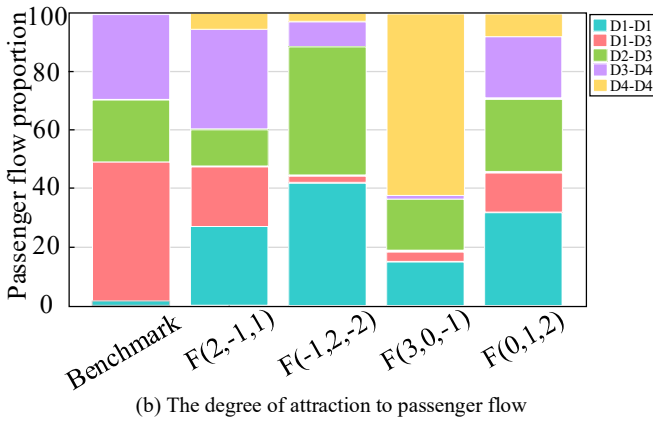 Passenger flow proportion
100
80
60
40
20
0
D1-D1
D1-D3
D2-D3
D3-D4
D4-D4
Benchmark
F(2,-1,1)
F(-1,2,-2)
F(3,0,-1)
F(0,1,2)
(b) The degree of attraction to passenger flow